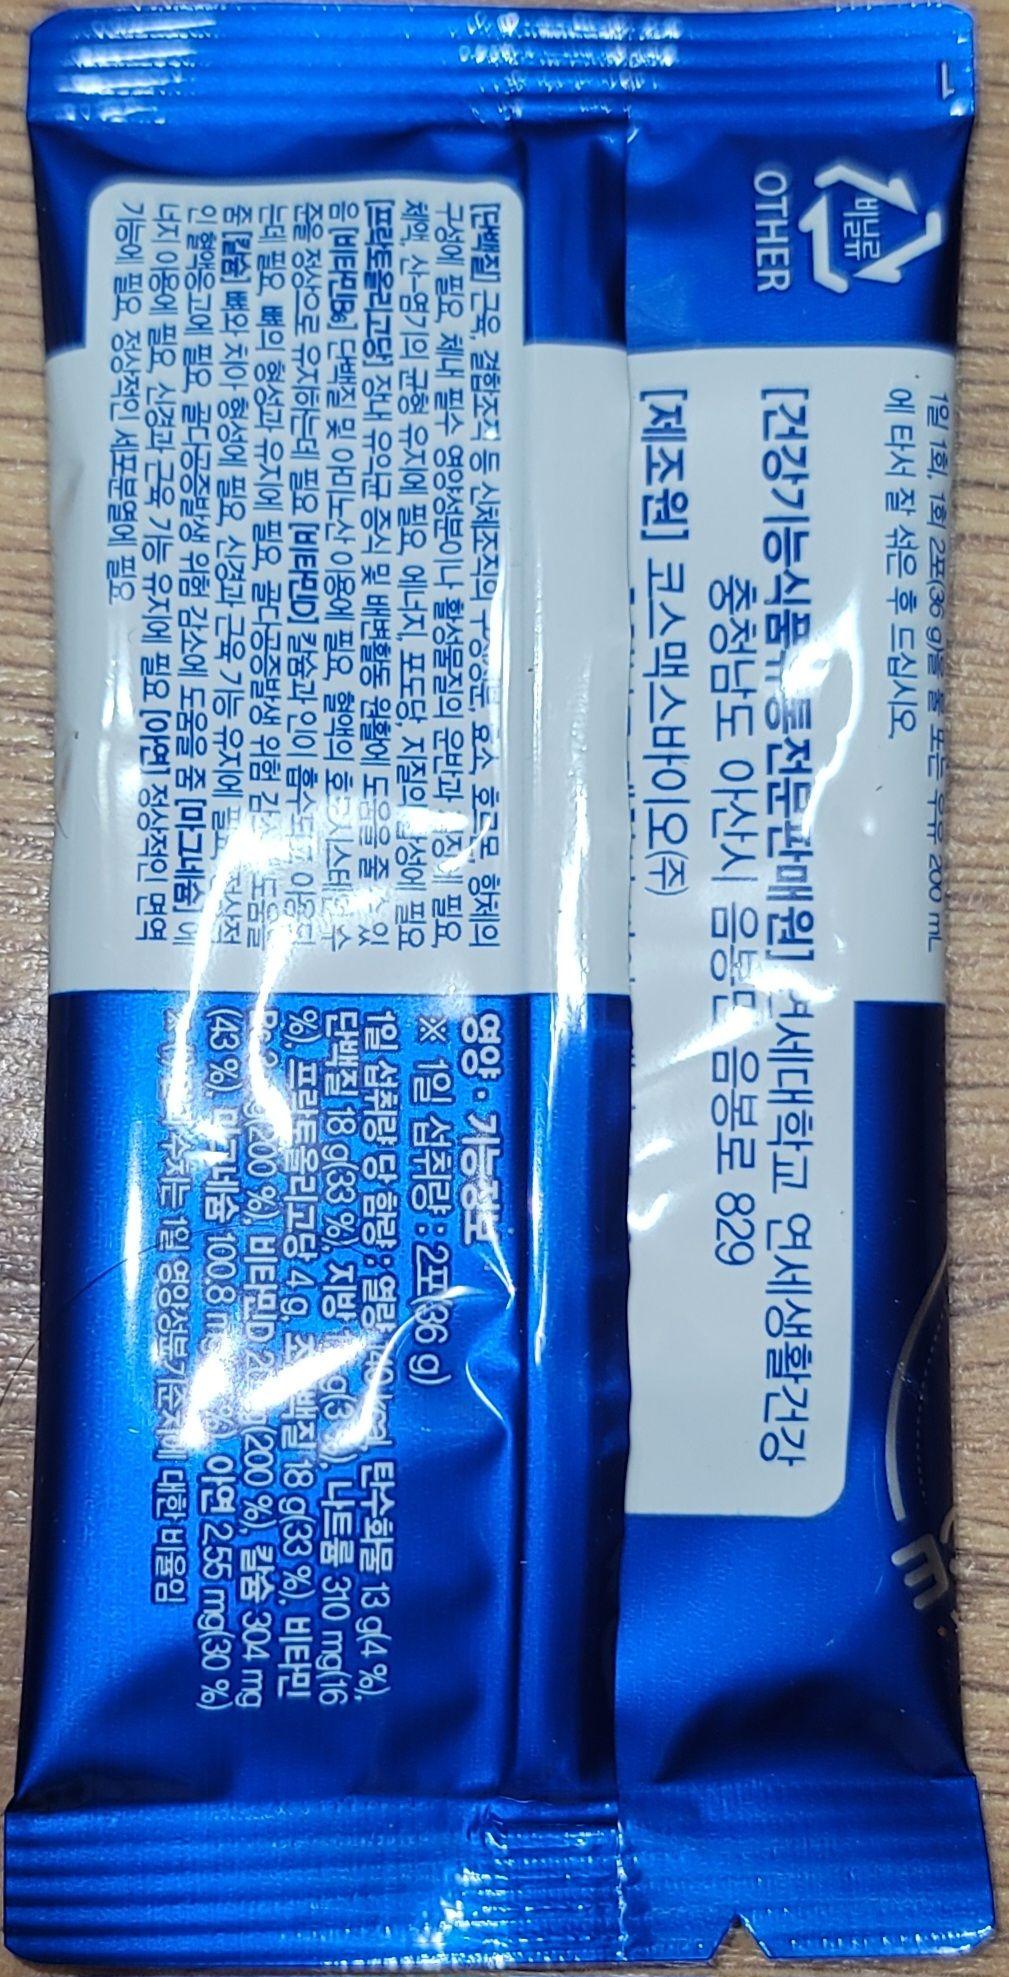 비닐류
OTHER
1일 1회, 1회 2포(36 g)를 물 또는 우유 200 mL
에 타서 잘 섞은 후 드십시오
[건강기능식품유통전문판매원] 연세대학교 연세생활건강
충청남도 아산시 음봉면 음봉로 829
[제조원] 코스맥스바이오(주)
[단백질] 근육, 결합조직 등 신체조직의 구성성분, 효소, 호르몬, 항체의
구성에 필요, 체내 필수 영양성분이나 활성물질의 운반과 저장에 필요,
체액, 산-염기의 균형 유지에 필요, 에너지, 포도당, 지질의 합성에 필요
[프락토올리고당] 장내 유익균 증식 및 배변활동 원활에 도움을 줄 수 있
음 [비타민B6] 단백질 및 아미노산 이용에 필요, 혈액의 호모시스테인 수
준을 정상으로 유지하는데 필요 [비타민D] 칼슘과 인이 흡수되고 이용되
는데 필요, 뼈의 형성과 유지에 필요, 골다공증발생 위험 감소에 도움을
줌 [칼슘] 뼈와 치아 형성에 필요, 신경과 근육 기능 유지에 필요, 정상적
인 혈액응고에 필요, 골다공증발생 위험 감소에 도움을 줌 [마그네슘] 에
너지 이용에 필요, 신경과 근육 기능 유지에 필요 [아연] 정상적인 면역
기능에 필요, 정상적인 세포분열에 필요
영양·기능정보
※ 1일 섭취량 : 2포(36 g)
1일 섭취량 당 함량 : 열량 140 kcal, 탄수화물 13 g(4 %),
단백질 18 g(33 %), 지방 나트륨 310 mg(16
%), 프락토올리고당 4 g, 조단백질 18 g(33 %), 비타민
(200 %), 비타민D (200 %), 칼슘 304 mg
(43 %), 마그네슘 100.8 mg 아연 2.55 mg(30 %)
수치는 1일 영양성분기준치에 대한 비율임